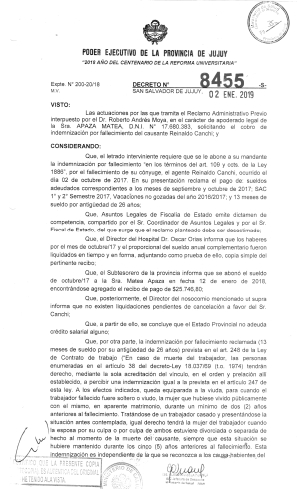 PODER EJECUTIVO DE LA PROVINCIA DE JUJUY
"2018 AÑO DEL CENTENARIO DE LA REFORMA UNIVERSITARIA"
Expte. N° 200-20/18
M.V.
DECRETO N° 8455 -S-
SAN SALVADOR DE JUJUY, 02 ENE. 2019
VISTO:
Las actuaciones por las que tramita el Reclamo Administrativo Previo
interpuesto por el Dr. Roberto Andrés Moya, en el carácter de apoderado legal de
la Sra. APAZA MATEA, D.N.I. N° 17.680.383, solicitando el cobro de
indemnización por fallecimiento del causante Reinaldo Canchi; y
CONSIDERANDO:
Que, el letrado interviniente requiere que se le abone a su mandante
la indemnización por fallecimiento "en los términos del art. 109 y cctes. de la Ley
1886", por el fallecimiento de su cónyuge, el agente Reinaldo Canchi, ocurrido el
día 02 de octubre de 2017. En su presentación reclama el pago de sueldos
adeudados correspondientes a los meses de septiembre y octubre de 2017, SAC
1° y 2° Semestre 2017, Vacaciones no gozadas del año 2016/2017; y 13 meses de
sueldo por antigüedad de 26 años;
Que, Asuntos Legales de Fiscalía de Estado emite dictamen de
competencia, compartido por el Sr. Coordinador de Asuntos Legales y por el Sr.
Fiscal de Estado, del que surge que el reclamo planteado debe ser desestimado;
Que, el Director del Hospital Dr. Oscar Orias informa que los haberes
por el mes de octubre/17 y el proporcional del sueldo anual complementario fueron
liquidados en tiempo y en forma, adjuntando como prueba de ello, copia simple del
pertinente recibo;
Que, el Subtesorero de la provincia informa que se abonó el sueldo
de octubre/17 a la Sra. Matea Apaza en fecha 12 de enero de 2018,
encontrándose agregado el recibo de pago de $25.746,80;
Que, posteriormente, el Director del nosocomio mencionado ut supra
informa que no existen liquidaciones pendientes de cancelación a favor del Sr.
Canchi;
Que, a partir de ello, se concluye que el Estado Provincial no adeuda
crédito salarial alguno;
Que, por otra parte, la indemnización por fallecimiento reclamada (13
meses de sueldo por su antigüedad de 26 años) prevista en el art. 248 de la Ley
de Contrato de trabajo ("En caso de muerte del trabajador, las personas
enumeradas en el artículo 38 del decreto-Ley 18.037/69 (t.o. 1974) tendrán
derecho, mediante la sola acreditación del vínculo, en el orden y prelación allí
establecido, a percibir una indemnización igual a la prevista en el artículo 247 de
esta ley. A los efectos indicados, queda equiparada a la viuda, para cuando el
trabajador fallecido fuere soltero o viudo, la mujer que hubiese vivido públicamente
con el mismo, en aparente matrimonio, durante un mínimo de dos (2) años
anteriores al fallecimiento. Tratándose de un trabajador casado y presentándose la
situación antes contemplada, igual derecho tendrá la mujer del trabajador cuando
la esposa por su culpa o por culpa de ambos estuviere divorciada o separada de
hecho al momento de la muerte del causante, siempre que esta situación se
hubiere mantenido durante los cinco (5) años anteriores al fallecimiento. Esta
indemnización es independiente de la que se reconozca a los causa-habientes del
QUE LA PRESENTE COPIA
HE TENIDO A LA VISTA